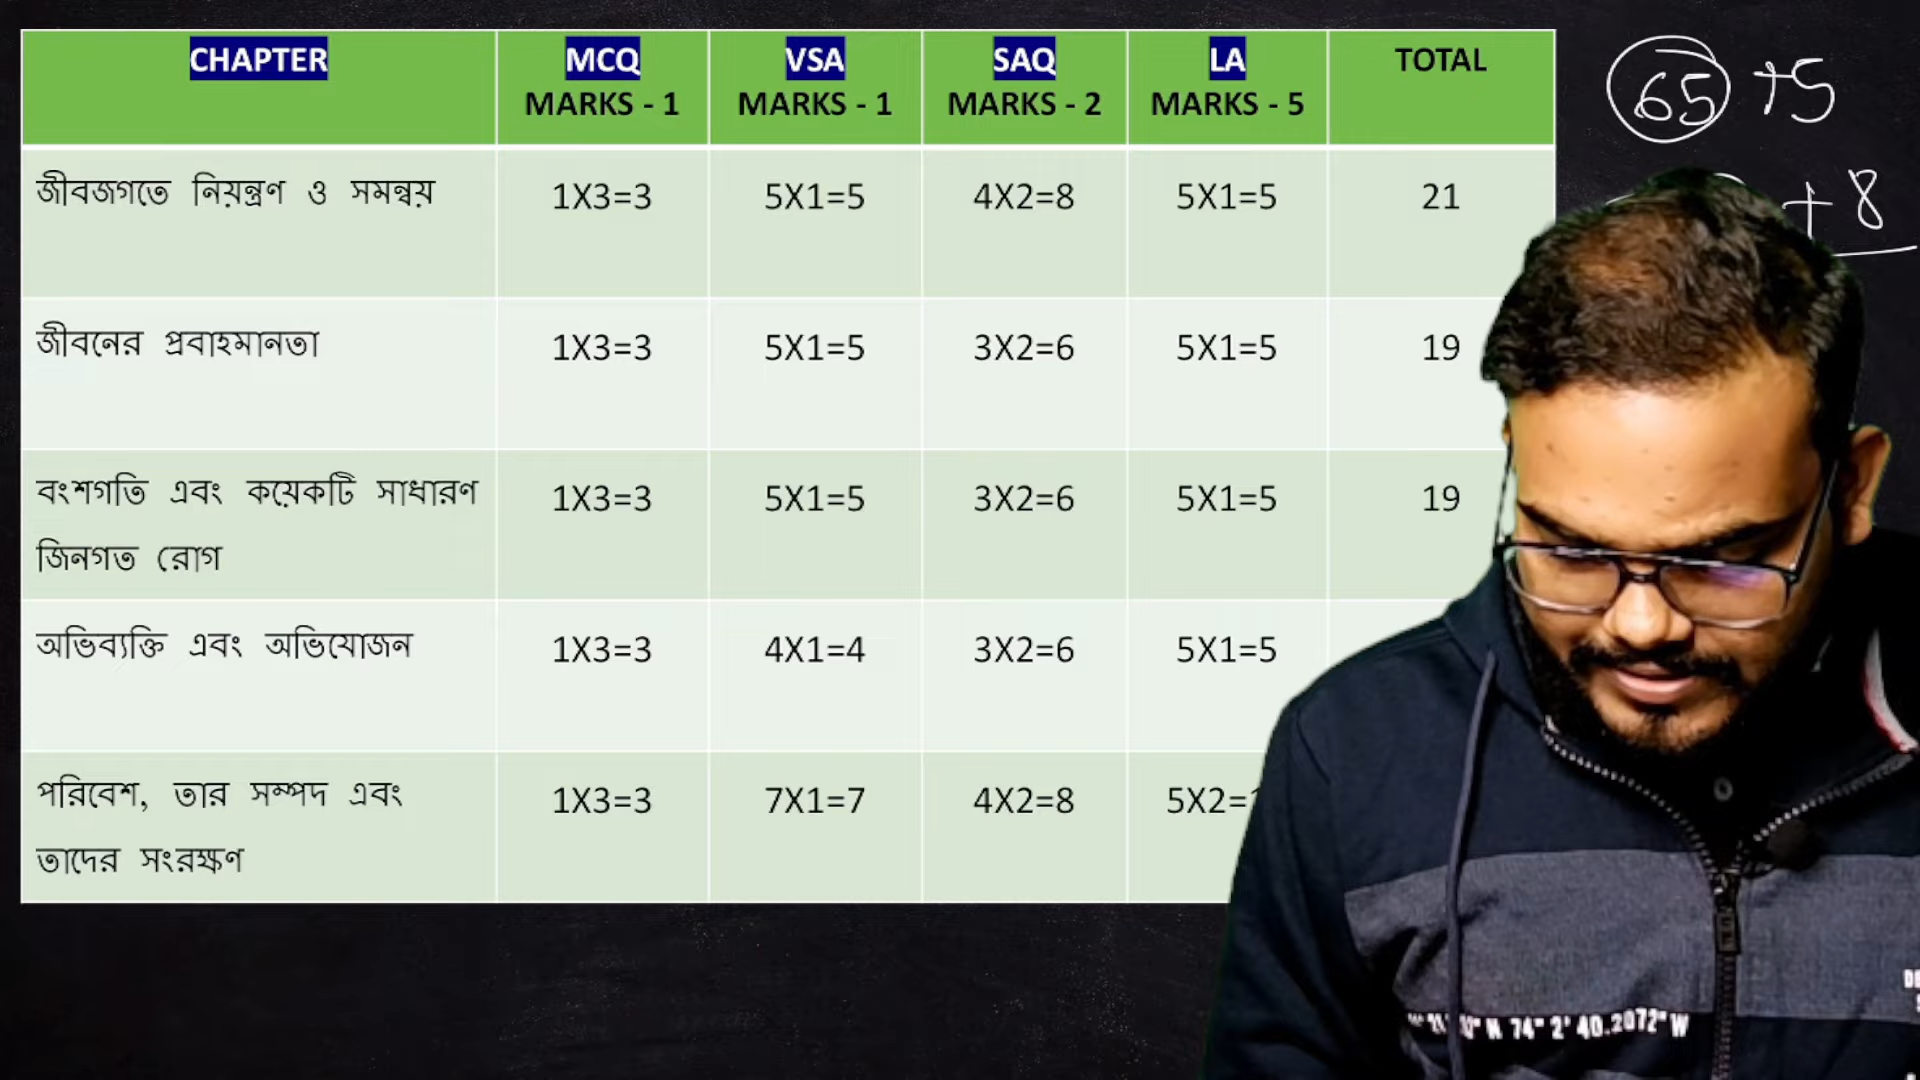 CHAPTER MCQ VSA SAQ LA TOTAL
MARKS - 1 MARKS - 1 MARKS - 2 MARKS - 5
জীবজগতে নিয়ন্ত্রণ ও সমন্বয় 1X3=3 5X1=5 4X2=8 5X1=5 21
জীবনের প্রবাহমানতা 1X3=3 5X1=5 3X2=6 5X1=5 19
বংশগতি এবং কয়েকটি সাধারণ 1X3=3 5X1=5 3X2=6 5X1=5 19
জিনগত রোগ
অভিব্যক্তি এবং অভিযোজন 1X3=3 4X1=4 3X2=6 5X1=5
পরিবেশ, তার সম্পদ এবং 1X3=3 7X1=7 4X2=8 5X2=
তাদের সংরক্ষণ
65 +5
+8
N 74° 2' 40.2072" W